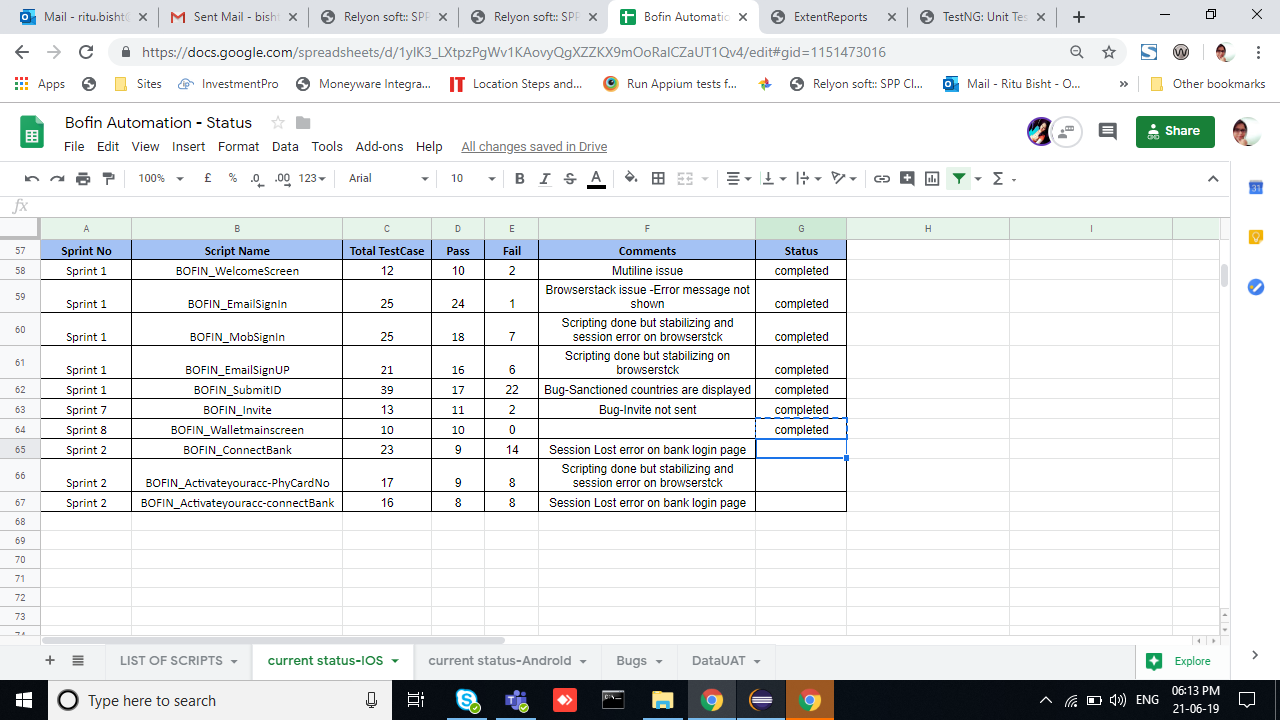 Mail - ritu.bisht
Sent Mail - bish
Relyon soft:: SPP
Relyon soft:: SPP
Bofin Automatic
ExtentReports
TestNG: Unit Tes
https://docs.google.com/spreadsheets/d/1ylK3_LXtpzPgWv1KAovyQgXZZKX9mOoRalCZaUT1Qv4/edit#gid=1151473016
Apps
Sites
InvestmentPro
Moneyware Integra...
Location Steps and...
Run Appium tests f...
Relyon soft:: SPP Cl...
Mail - Ritu Bisht - O...
Other bookmarks
Bofin Automation - Status
File Edit View Insert Format Data Tools Add-ons Help All changes saved in Drive
Share
100% £ % .0 .00 123 Arial 10 B I S A Σ
fx
A B C D E F G H I
57 Sprint No Script Name Total TestCase Pass Fail Comments Status
58 Sprint 1 BOFIN_WelcomeScreen 12 10 2 Mutiline issue completed
59 Sprint 1 BOFIN_EmailSignIn 25 24 1 Browserstack issue -Error message not shown completed
60 Sprint 1 BOFIN_MobSignIn 25 18 7 Scripting done but stabilizing and session error on browserstck completed
61 Sprint 1 BOFIN_EmailSignUP 21 16 6 Scripting done but stabilizing on browserstck completed
62 Sprint 1 BOFIN_SubmitID 39 17 22 Bug-Sanctioned countries are displayed completed
63 Sprint 7 BOFIN_Invite 13 11 2 Bug-Invite not sent completed
64 Sprint 8 BOFIN_Walletmainscreen 10 10 0 completed
65 Sprint 2 BOFIN_ConnectBank 23 9 14 Session Lost error on bank login page
66 Sprint 2 BOFIN_Activateyouracc-PhyCardNo 17 9 8 Scripting done but stabilizing and session error on browserstck
67 Sprint 2 BOFIN_Activateyouracc-connectBank 16 8 8 Session Lost error on bank login page
68
69
70
71
72
73
74
LIST OF SCRIPTS
current status-IOS
current status-Android
Bugs
DataUAT
Explore
31
Type here to search
ENG
06:13 PM
21-06-19